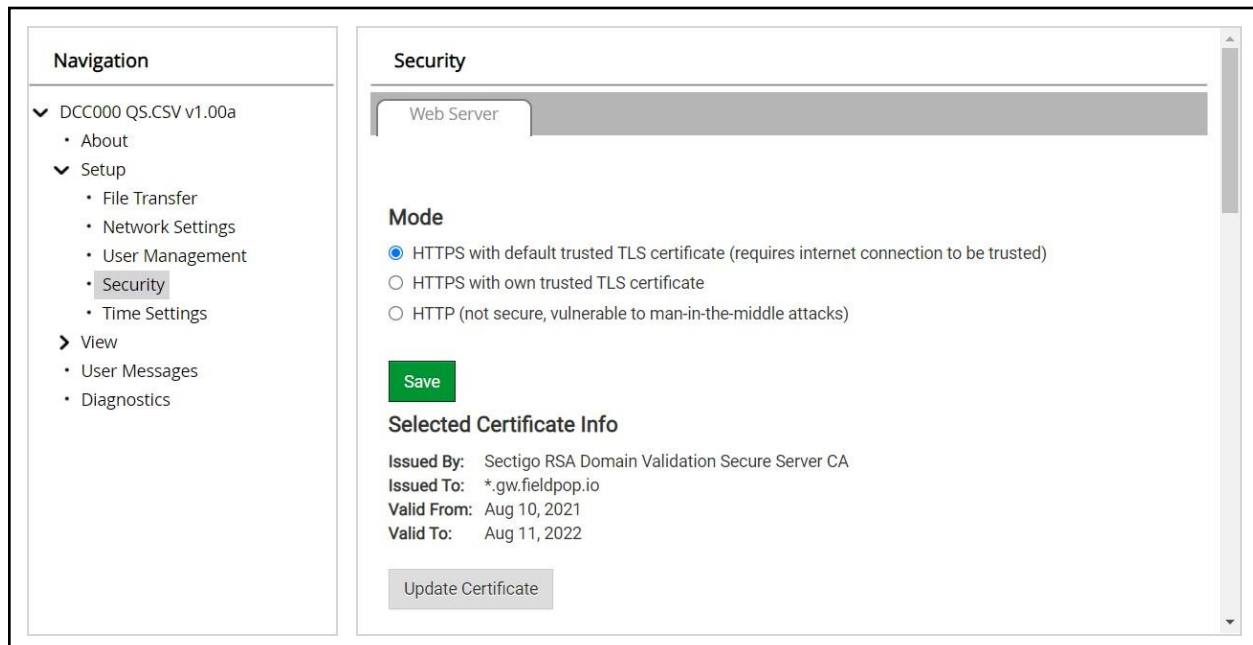 Navigation
DCC000 QS.CSV v1.00a
About
Setup
File Transfer
Network Settings
User Management
Security
Time Settings
View
User Messages
Diagnostics
Security
Web Server
Mode
HTTPS with default trusted TLS certificate (requires internet connection to be trusted)
HTTPS with own trusted TLS certificate
HTTP (not secure, vulnerable to man-in-the-middle attacks)
Save
Selected Certificate Info
Issued By: Sectigo RSA Domain Validation Secure Server CA
Issued To: *.gw.fieldpop.io
Valid From: Aug 10, 2021
Valid To: Aug 11, 2022
Update Certificate